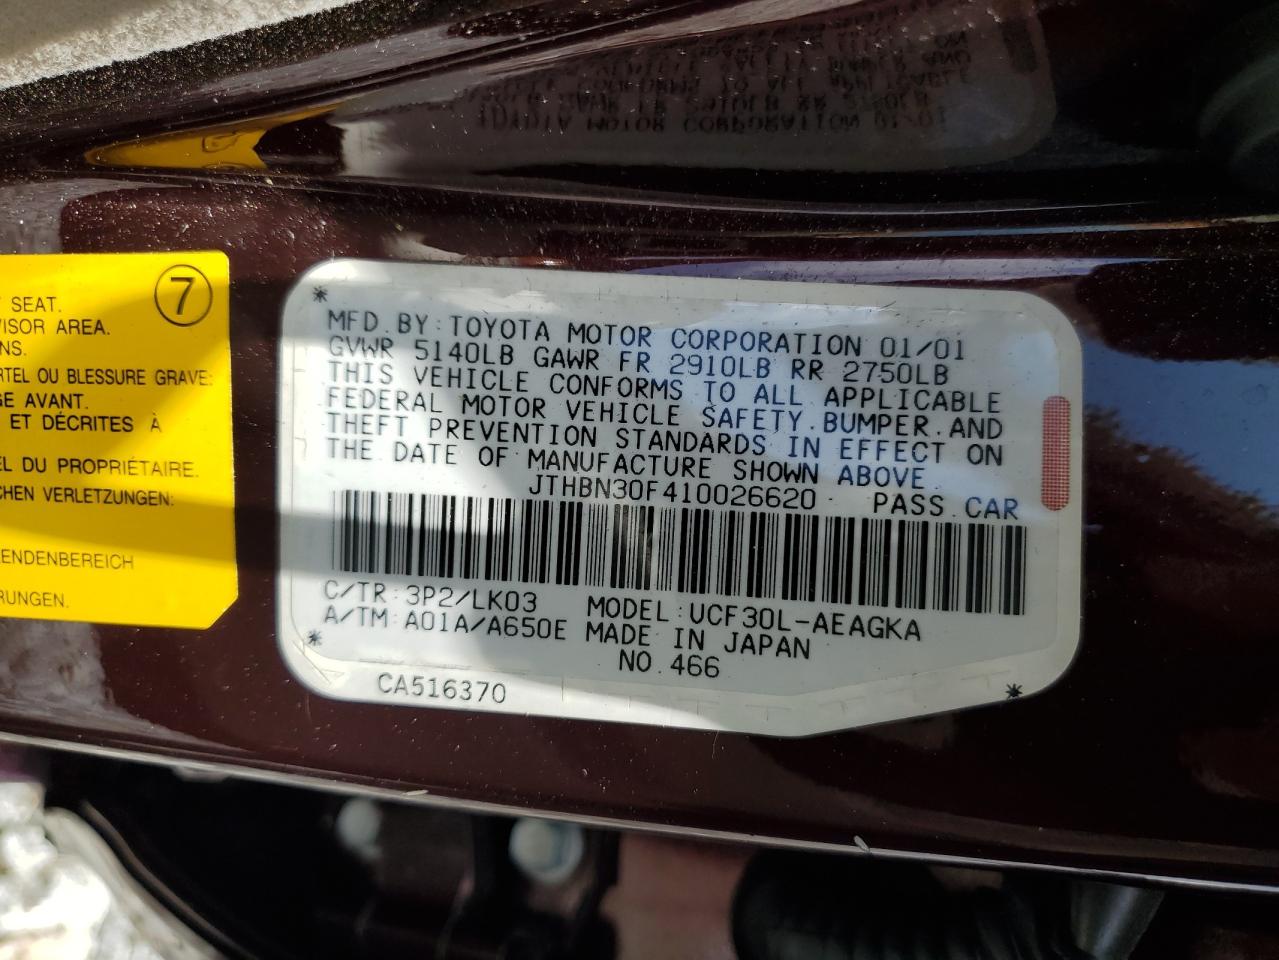 7
SEAT.
VISOR AREA.
NS.
RTEL OU BLESSURE GRAVE:
GE AVANT.
ET DÉCRITES À
EL DU PROPRIÉTAIRE.
CHEN VERLETZUNGEN:
LENDENBEREICH
RUNGEN.
MFD. BY: TOYOTA MOTOR CORPORATION 01/01
GVWR 5140LB GAWR FR 2910LB RR 2750LB
THIS VEHICLE CONFORMS TO ALL APPLICABLE
FEDERAL MOTOR VEHICLE SAFETY. BUMPER. AND
THEFT PREVENTION STANDARDS IN EFFECT ON
THE DATE OF MANUFACTURE SHOWN ABOVE.
JTHBN30F410026620 PASS. CAR
C/TR: 3P2/LK03 MODEL: UCF30L-AEAGKA
A/TM: A01A/A650E MADE IN JAPAN
NO. 466
CA516370